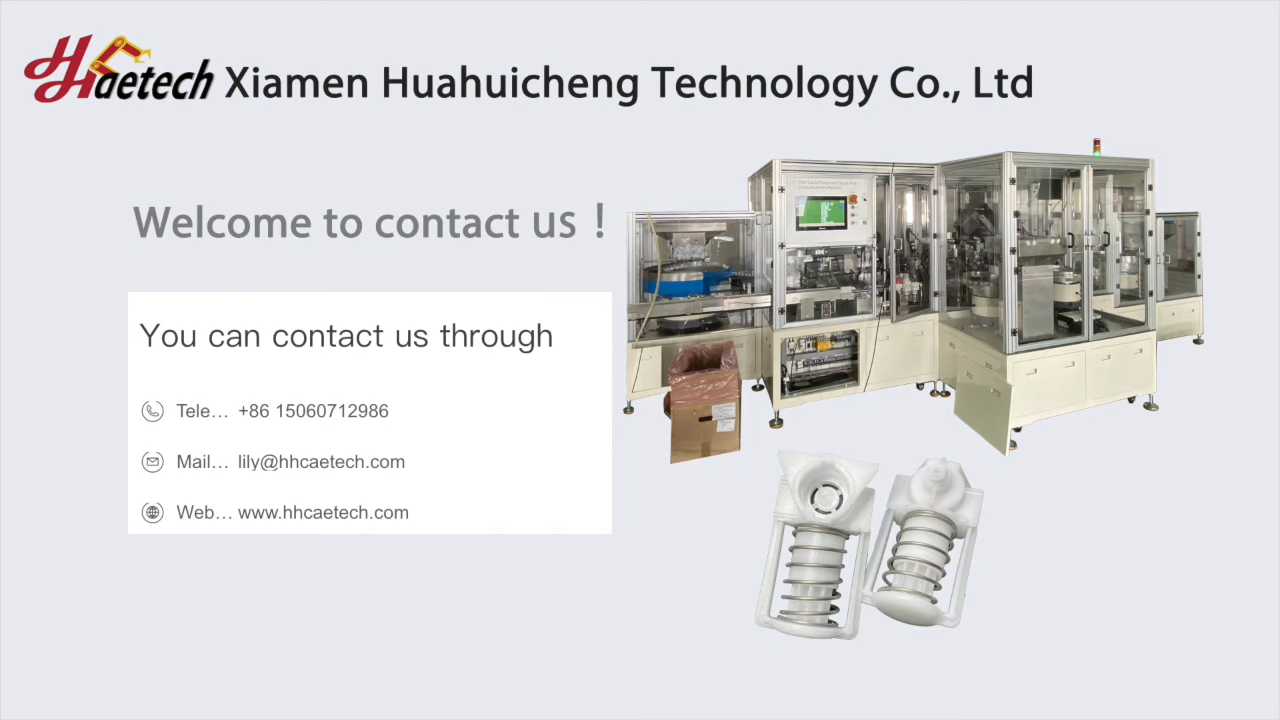 Haetech Xiamen Huahuicheng Technology Co., Ltd
Welcome to contact us！
You can contact us through
Tele… +86 15060712986
Mail… lily@hhcaetech.com
Web… www.hhcaetech.com